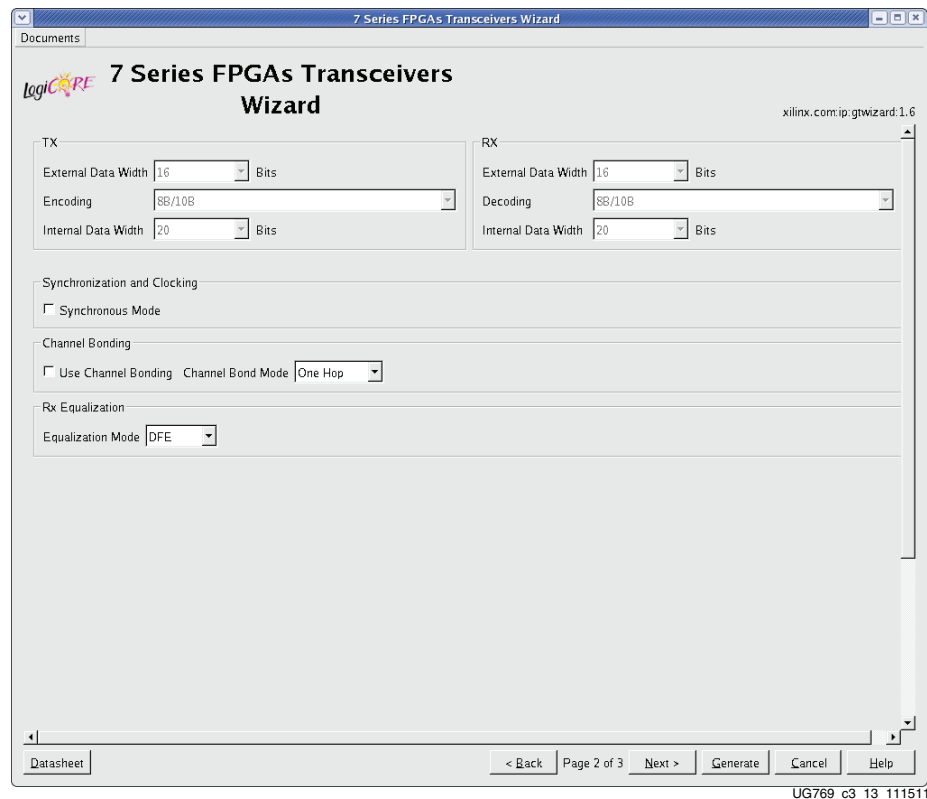 7 Series FPGAs Transceivers Wizard
Documents
logiCORE
7 Series FPGAs Transceivers
Wizard
xilinx.com:ip:gtwizard:1.6
TX
External Data Width 16 Bits
Encoding 8B/10B
Internal Data Width 20 Bits
RX
External Data Width 16 Bits
Decoding 8B/10B
Internal Data Width 20 Bits
Synchronization and Clocking
Synchronous Mode
Channel Bonding
Use Channel Bonding Channel Bond Mode One Hop
Rx Equalization
Equalization Mode DFE
Datasheet < Back Page 2 of 3 Next > Generate Cancel Help
UG769_c3_13_111511